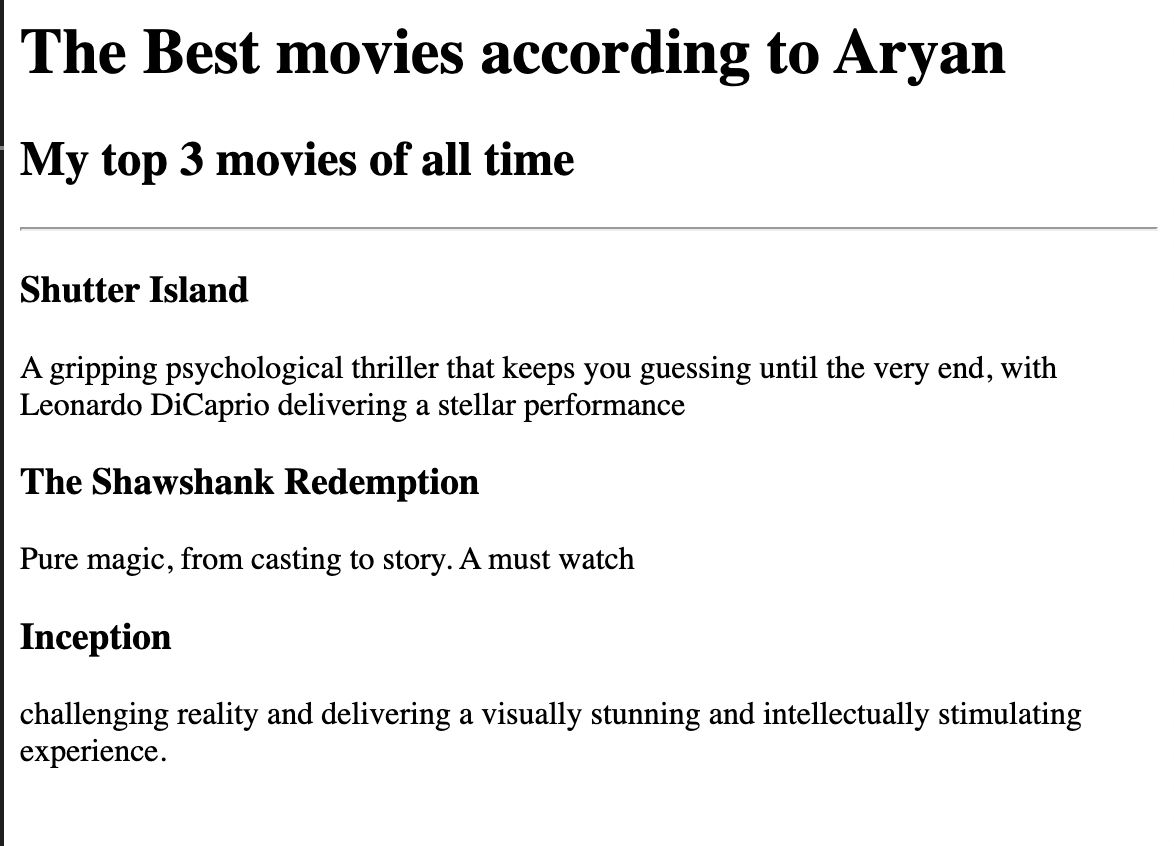 The Best movies according to Aryan
My top 3 movies of all time
Shutter Island
A gripping psychological thriller that keeps you guessing until the very end, with
Leonardo DiCaprio delivering a stellar performance
The Shawshank Redemption
Pure magic, from casting to story. A must watch
Inception
challenging reality and delivering a visually stunning and intellectually stimulating
experience.